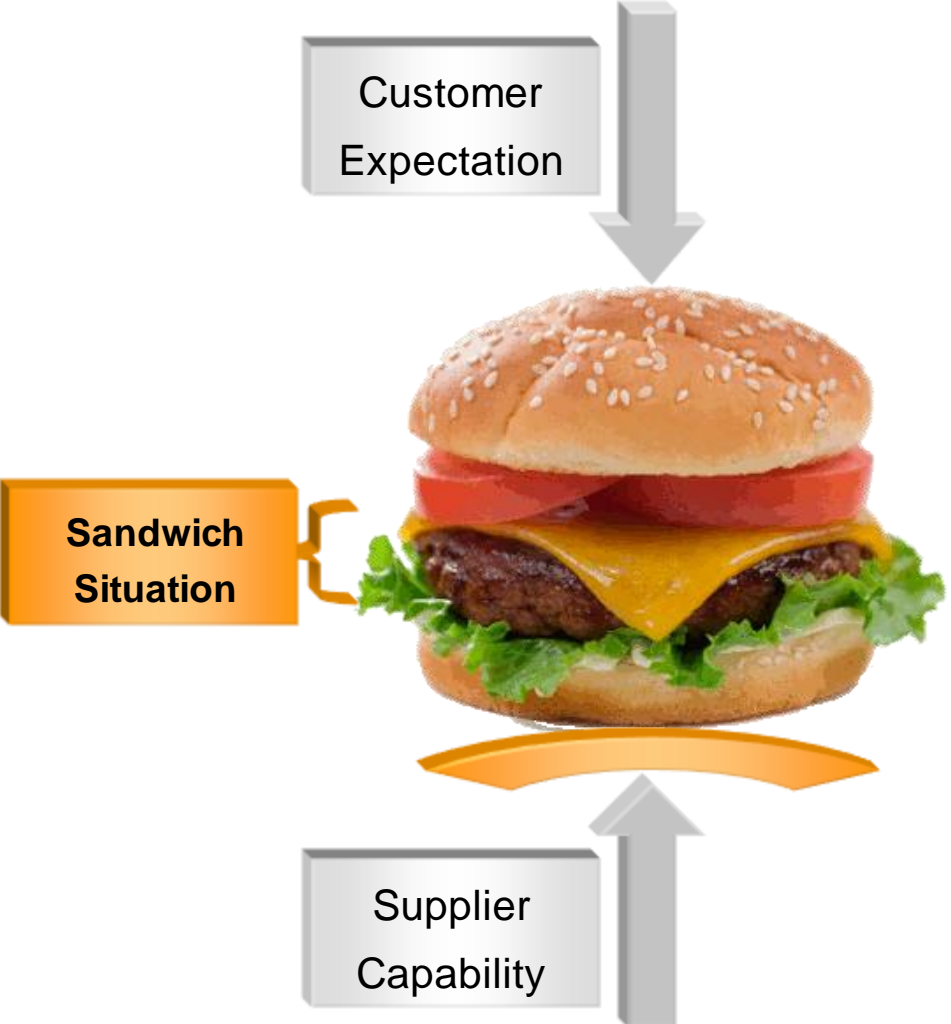 Customer
Expectation
Sandwich
Situation
Supplier
Capability